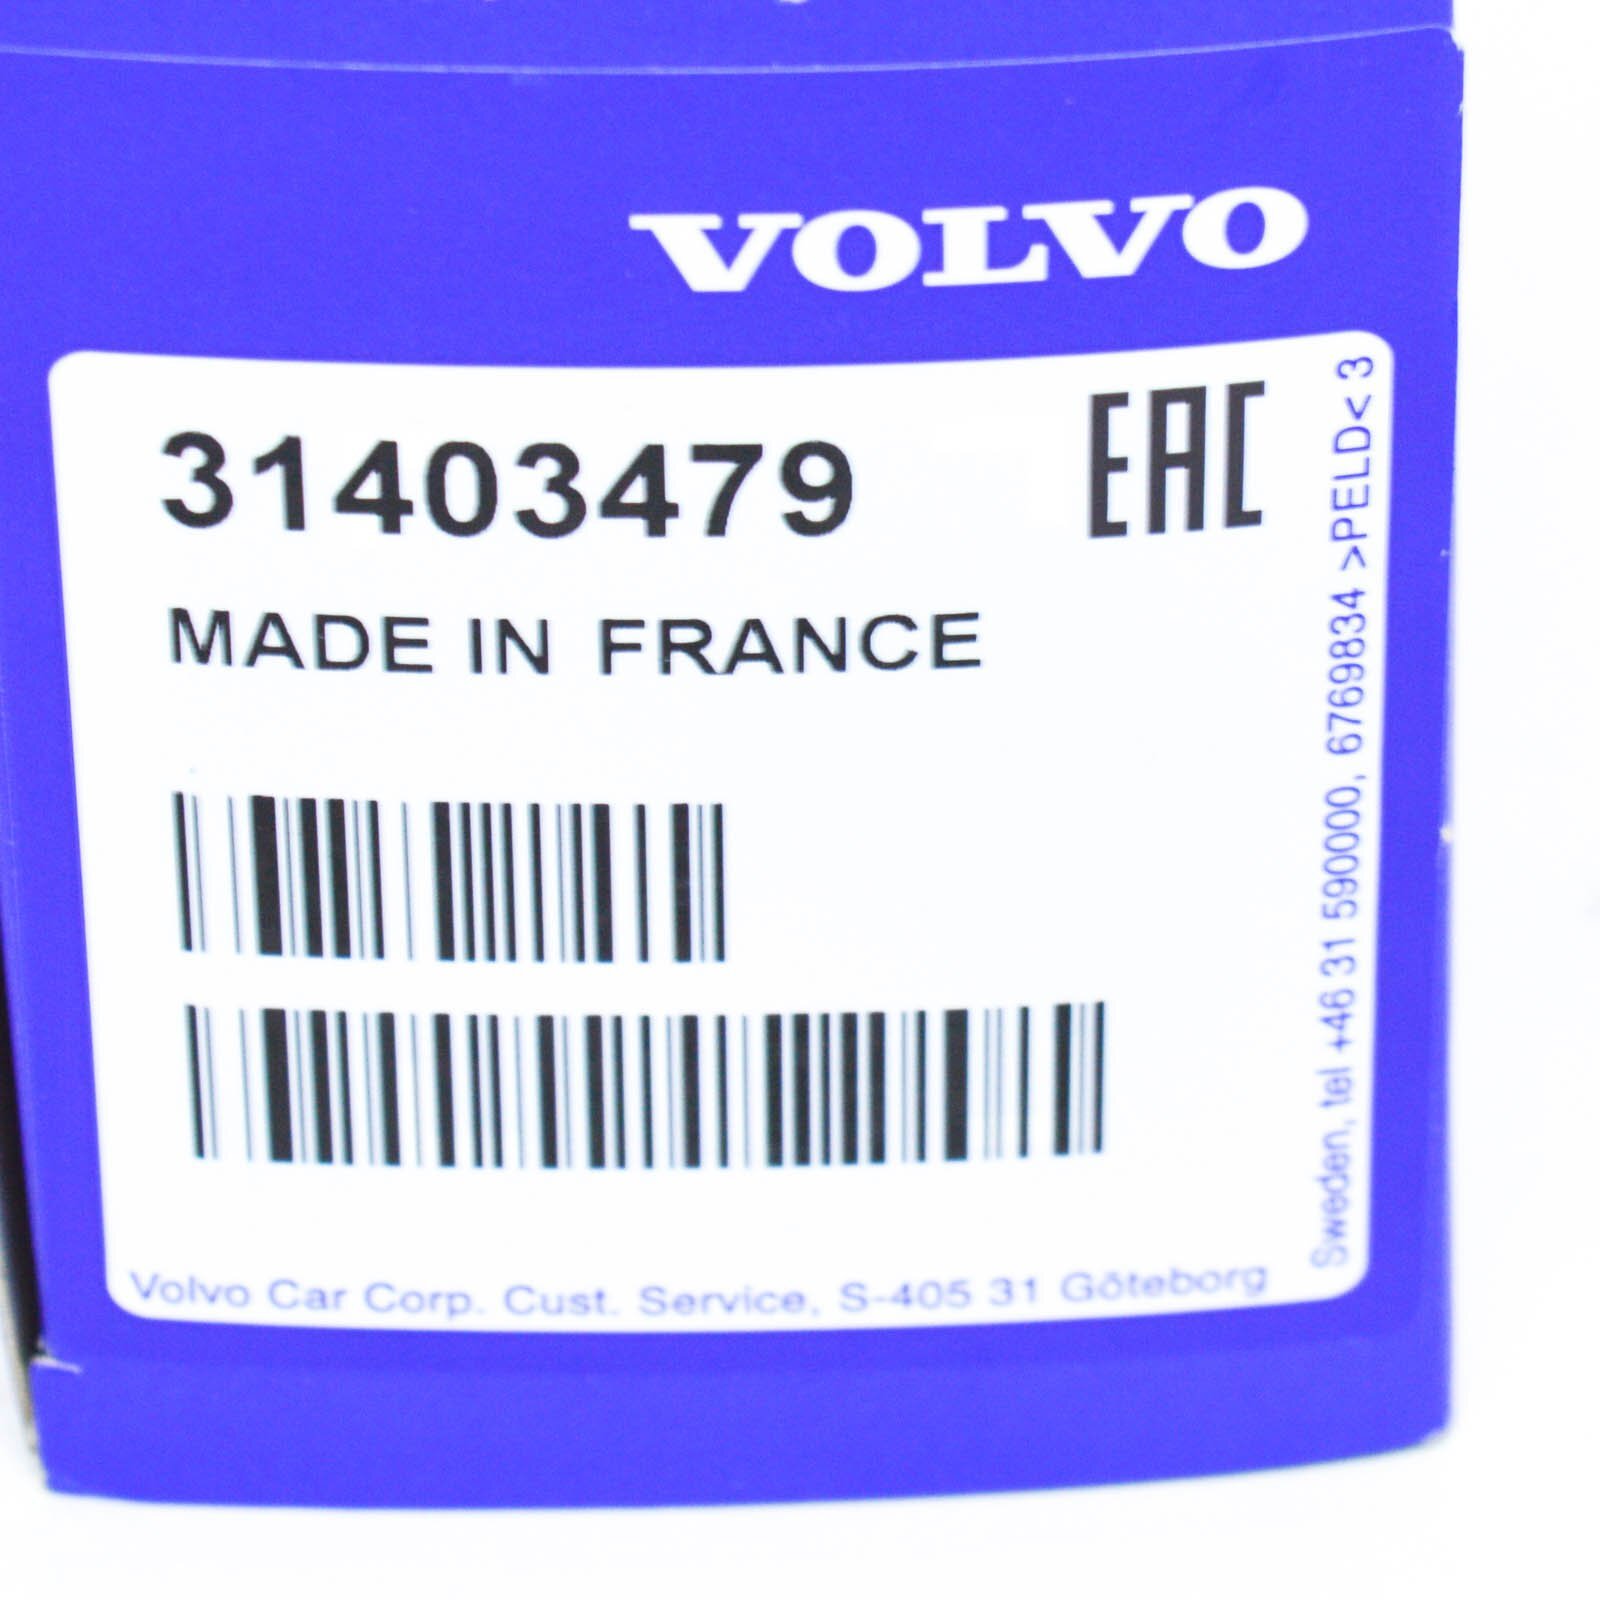 VOLVO
31403479
EAC
MADE IN FRANCE
Volvo Car Corp. Cust. Service, S-405 31 Göteborg
Sweden, tel +46 31 590000, 6769834 >PELD< 3